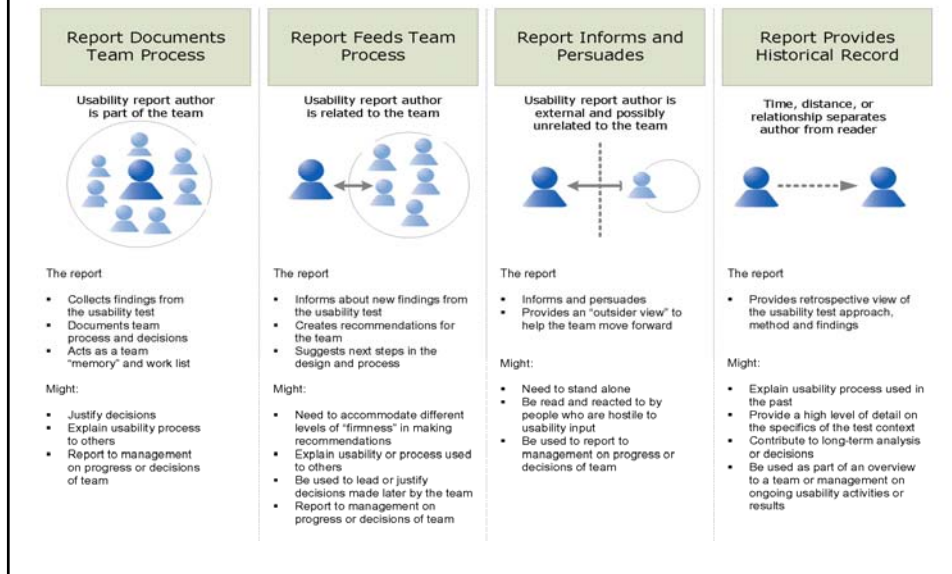 Report Documents
Team Process
Usability report author
is part of the team
The report
▪ Collects findings from
the usability test
▪ Documents team
process and decisions
▪ Acts as a team
"memory" and work list
Might:
▪ Justify decisions
▪ Explain usability process
to others
▪ Report to management
on progress or decisions
of team
Report Feeds Team
Process
Usability report author
is related to the team
The report
▪ Informs about new findings from
the usability test
▪ Creates recommendations for
the team
▪ Suggests next steps in the
design and process
Might:
▪ Need to accommodate different
levels of "firmness" in making
recommendations
▪ Explain usability or process used
to others
▪ Be used to lead or justify
decisions made later by the team
▪ Report to management on
progress or decisions of team
Report Informs and
Persuades
Usability report author is
external and possibly
unrelated to the team
The report
▪ Informs and persuades
▪ Provides an "outsider view" to
help the team move forward
Might:
▪ Need to stand alone
▪ Be read and reacted to by
people who are hostile to
usability input
▪ Be used to report to
management on progress or
decisions of team
Report Provides
Historical Record
Time, distance, or
relationship separates
author from reader
The report
▪ Provides retrospective view of
the usability test approach,
method and findings
Might:
▪ Explain usability process used in
the past
▪ Provide a high level of detail on
the specifics of the test context
▪ Contribute to long-term analysis
or decisions
▪ Be used as part of an overview
to a team or management on
ongoing usability activities or
results